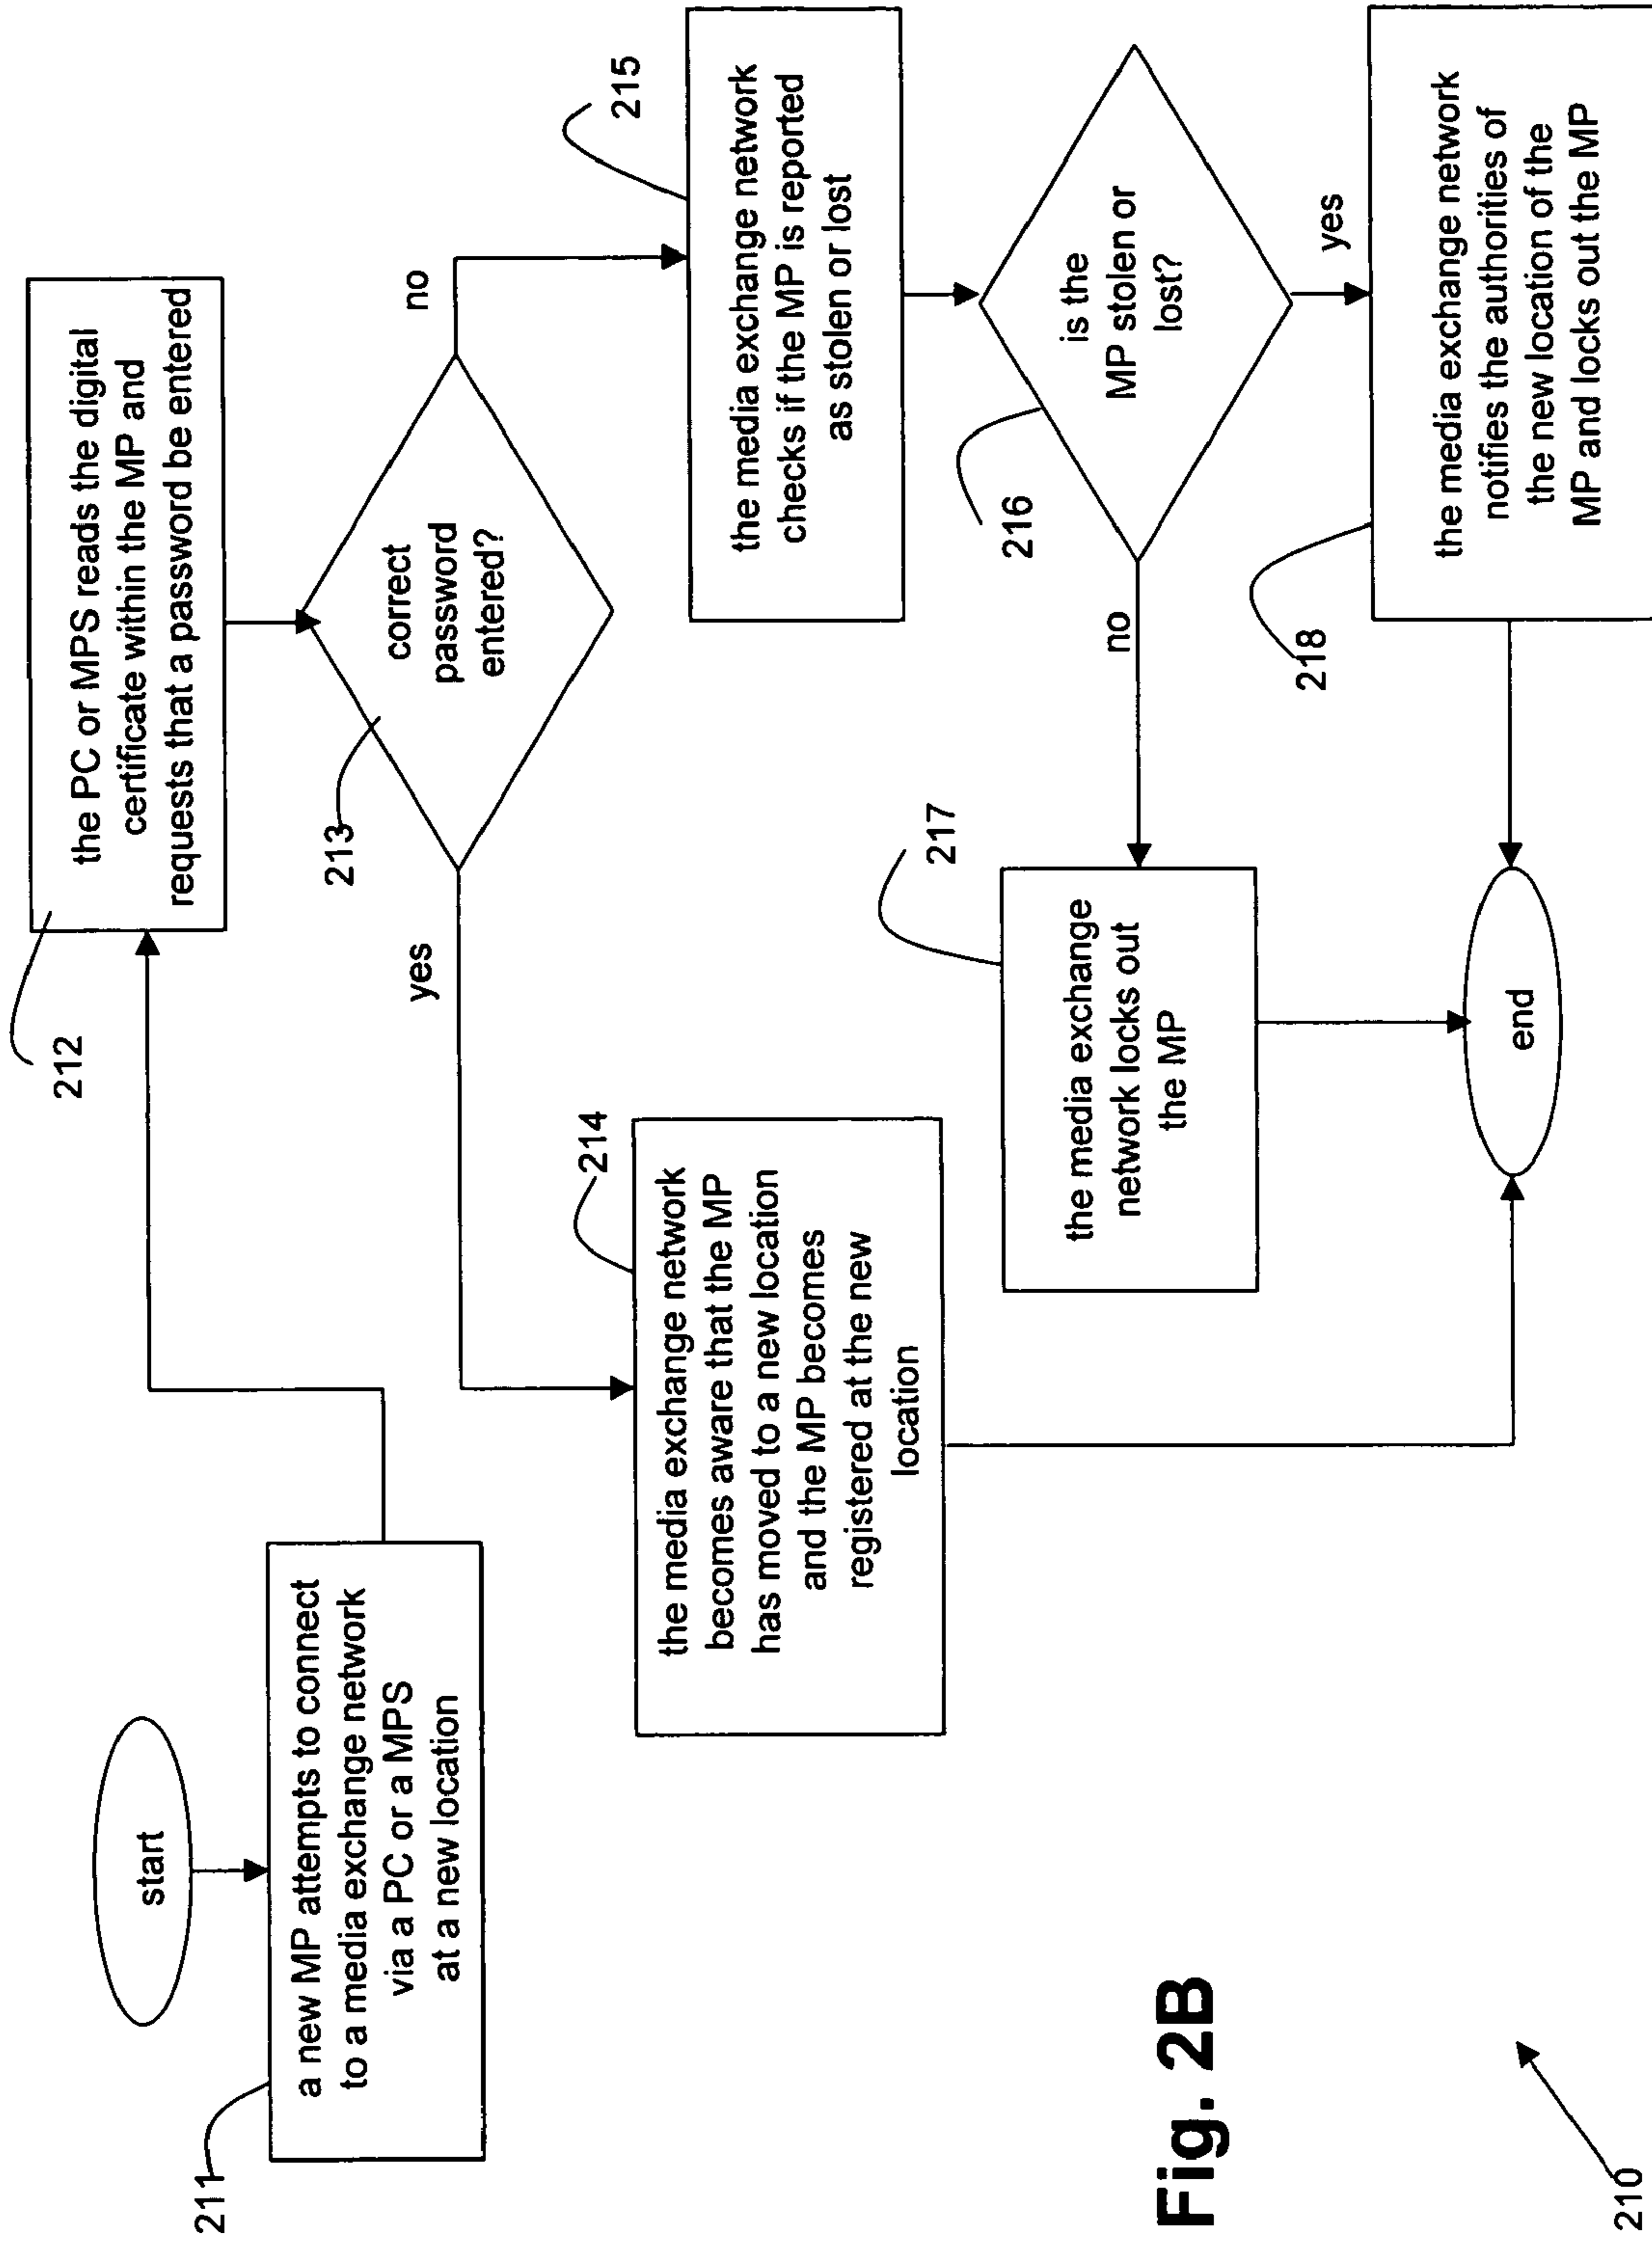 start
211
a new MP attempts to connect
to a media exchange network
via a PC or a MPS
at a new location
212
the PC or MPS reads the digital
certificate within the MP and
requests that a password be entered
213
correct
password
entered?
yes
no
214
the media exchange network
becomes aware that the MP
has moved to a new location
and the MP becomes
registered at the new
location
215
the media exchange network
checks if the MP is reported
as stolen or lost
216
is the
MP stolen or
lost?
no
yes
217
the media exchange
network locks out
the MP
218
the media exchange network
notifies the authorities of
the new location of the
MP and locks out the MP
end
Fig. 2B
210